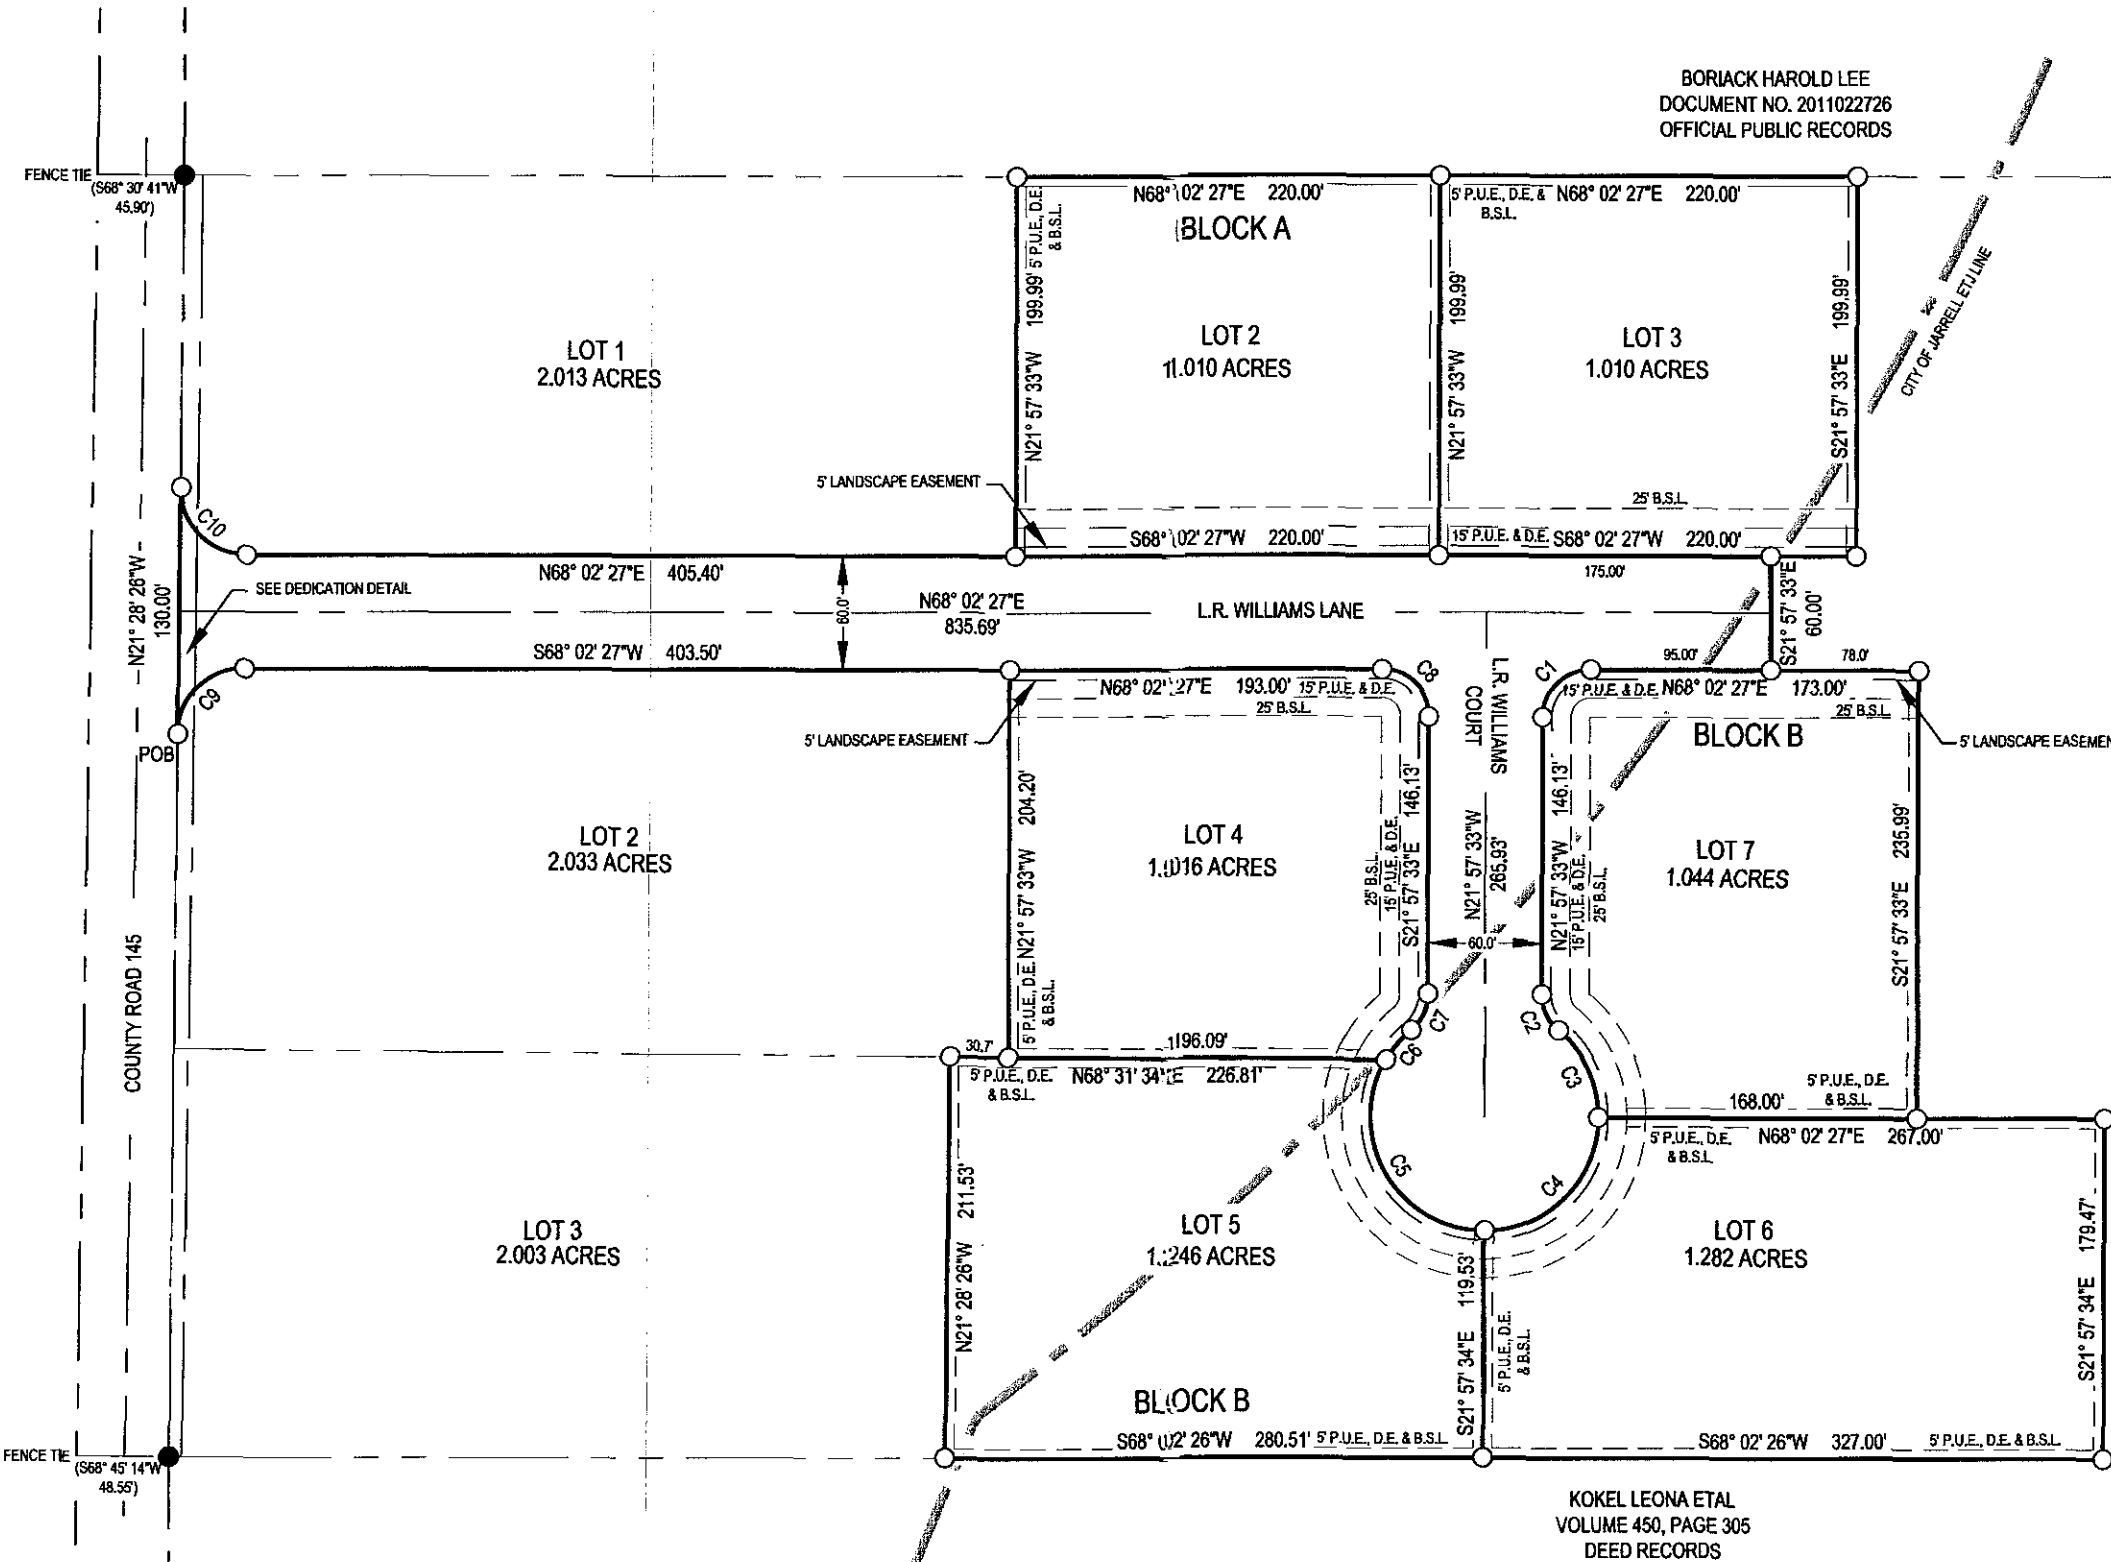 BORIACK HAROLD LEE
DOCUMENT NO. 2011022726
OFFICIAL PUBLIC RECORDS
FENCE TIE
(S68° 30' 41"W
45.90')
N68° 02' 27"E 220.00'
BLOCK A
5' P.U.E., D.E.
& B.S.L.
199.99'
N21° 57' 33"W
LOT 2
1.010 ACRES
5' P.U.E., D.E. &
B.S.L.
N68° 02' 27"E 220.00'
N21° 57' 33"W 199.99'
LOT 3
1.010 ACRES
S21° 57' 33"E 199.99'
CITY OF JARRELL ETJ LINE
LOT 1
2.013 ACRES
5' LANDSCAPE EASEMENT
25' B.S.L.
S68° 02' 27"W 220.00'
15' P.U.E. & D.E.
S68° 02' 27"W 220.00'
175.00'
C10
N68° 02' 27"E 405.40'
SEE DEDICATION DETAIL
N21° 28' 26"W
130.00'
60.0'
N68° 02' 27"E
835.69'
L.R. WILLIAMS LANE
S21° 57' 33"E
60.00'
S68° 02' 27"W 403.50'
C9
POB
N68° 02' 27"E 193.00'
15' P.U.E. & D.E.
25' B.S.L.
C8
L.R. WILLIAMS
COURT
C1
95.00'
78.0'
15' P.U.E. & D.E.
N68° 02' 27"E 173.00'
25' B.S.L.
BLOCK B
5' LANDSCAPE EASEMENT
5' LANDSCAPE EASEMEN
LOT 2
2.033 ACRES
N21° 57' 33"W 204.20'
5' P.U.E., D.E.
& B.S.L.
LOT 4
1.016 ACRES
25' B.S.L.
15' P.U.E. & D.E.
S21° 57' 33"E 146.13'
N21° 57' 33"W
265.93'
60.0'
N21° 57' 33"W 146.13'
15' P.U.E. & D.E.
25' B.S.L.
LOT 7
1.044 ACRES
S21° 57' 33"E 235.99'
COUNTY ROAD 145
C7
C2
C6
C3
30.7'
196.09'
5' P.U.E., D.E.
& B.S.L.
N68° 31' 34"E 226.81'
168.00'
5' P.U.E., D.E.
& B.S.L.
5' P.U.E., D.E.
& B.S.L.
N68° 02' 27"E 267.00'
C5
C4
LOT 3
2.003 ACRES
N21° 28' 26"W 211.53'
LOT 5
1.246 ACRES
LOT 6
1.282 ACRES
S21° 57' 34"E 119.53'
5' P.U.E., D.E.
& B.S.L.
S21° 57' 34"E 179.47'
BLOCK B
FENCE TIE
(S68° 45' 14"W
48.55')
S68° 02' 26"W 280.51'
5' P.U.E., D.E. & B.S.L.
S68° 02' 26"W 327.00'
5' P.U.E., D.E. & B.S.L.
KOKEL LEONA ETAL
VOLUME 450, PAGE 305
DEED RECORDS